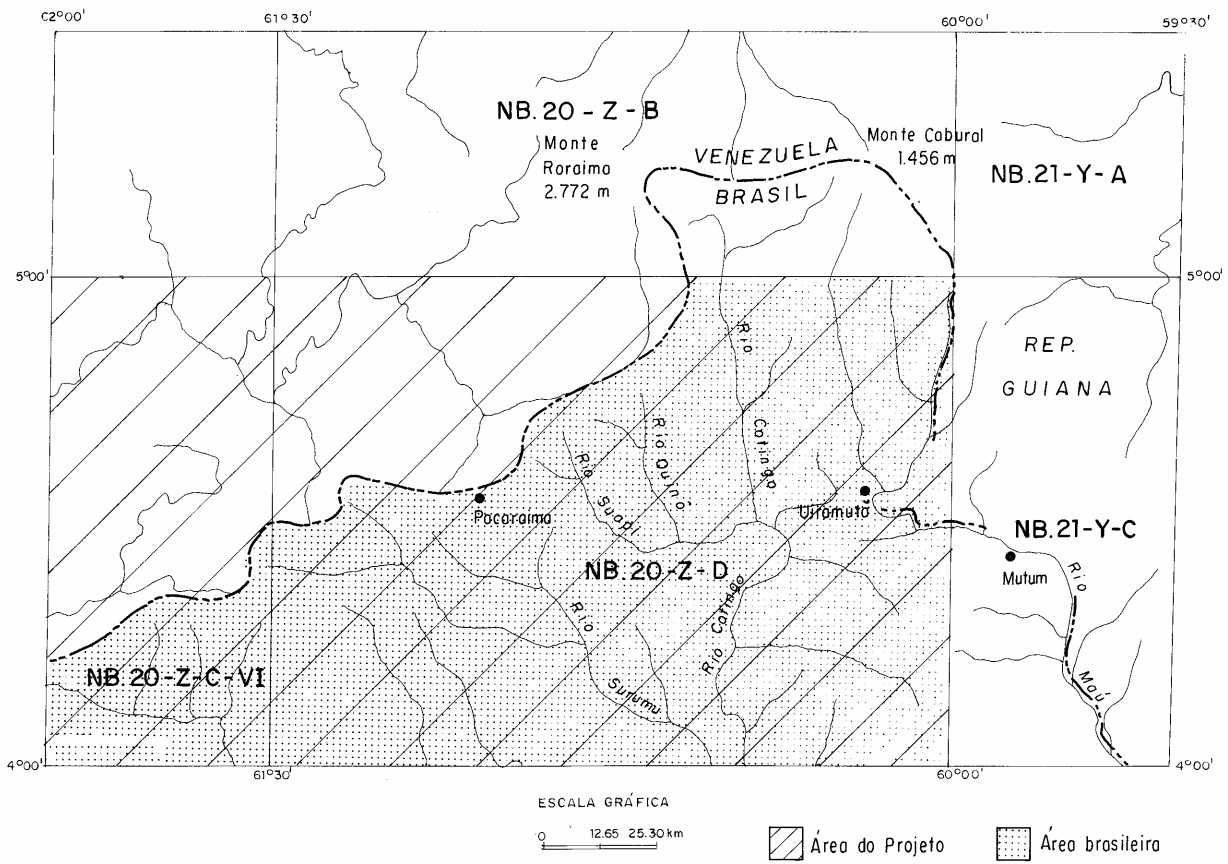 C2°00'
61°30'
60°00'
59°30'
NB.20-Z-B
Monte
Roraima
2.772 m
VENEZUELA
BRASIL
Monte Caburaí
1.456 m
NB.21-Y-A
5°00'
5°00'
REP.
GUIANA
Rio
Cotingo
Rio Quinó
Rio Suapi
Pacaraima
Uiramutã
NB.21-Y-C
Mutum
NB.20-Z-D
Rio Cotingo
Rio
Surumu
Rio
Maú
NB.20-Z-C-VI
4°00'
4°00'
61°30'
60°00'
ESCALA GRÁFICA
0 12.65 25.30 km
Área do Projeto
Área brasileira